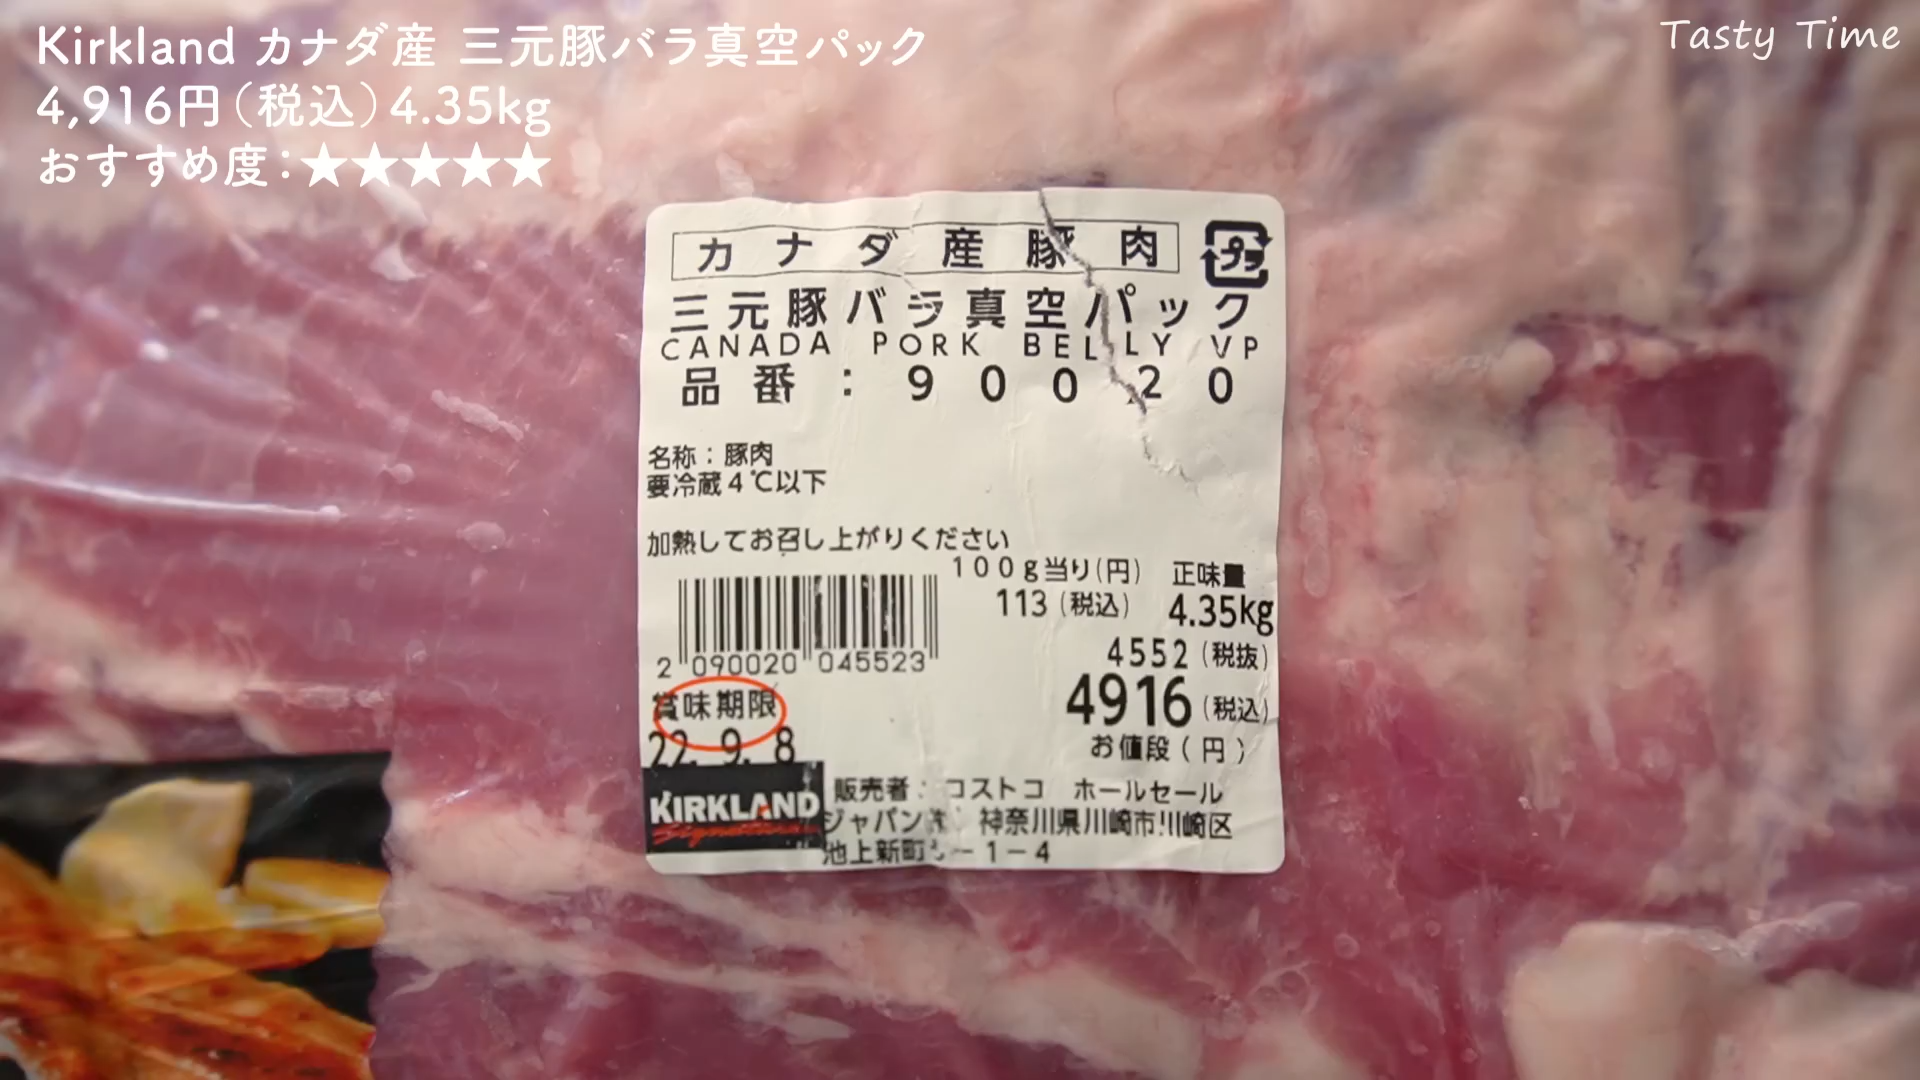 Kirkland カナダ産 三元豚バラ真空パック
4,916円（税込）4.35kg
おすすめ度：★★★★★
Tasty Time
カナダ産豚肉
プラ
三元豚バラ真空パック
CANADA PORK BELLY VP
品番：90020
名称：豚肉
要冷蔵4℃以下
加熱してお召し上がりください
100g当り(円) 正味量
113(税込) 4.35kg
4552(税抜)
2 090020 045523
4916(税込)
賞味期限
22. 9. 8
お値段(円)
KIRKLAND
Signature
販売者：コストコ ホールセール
ジャパン 神奈川県川崎市川崎区
池上新町 －1－4